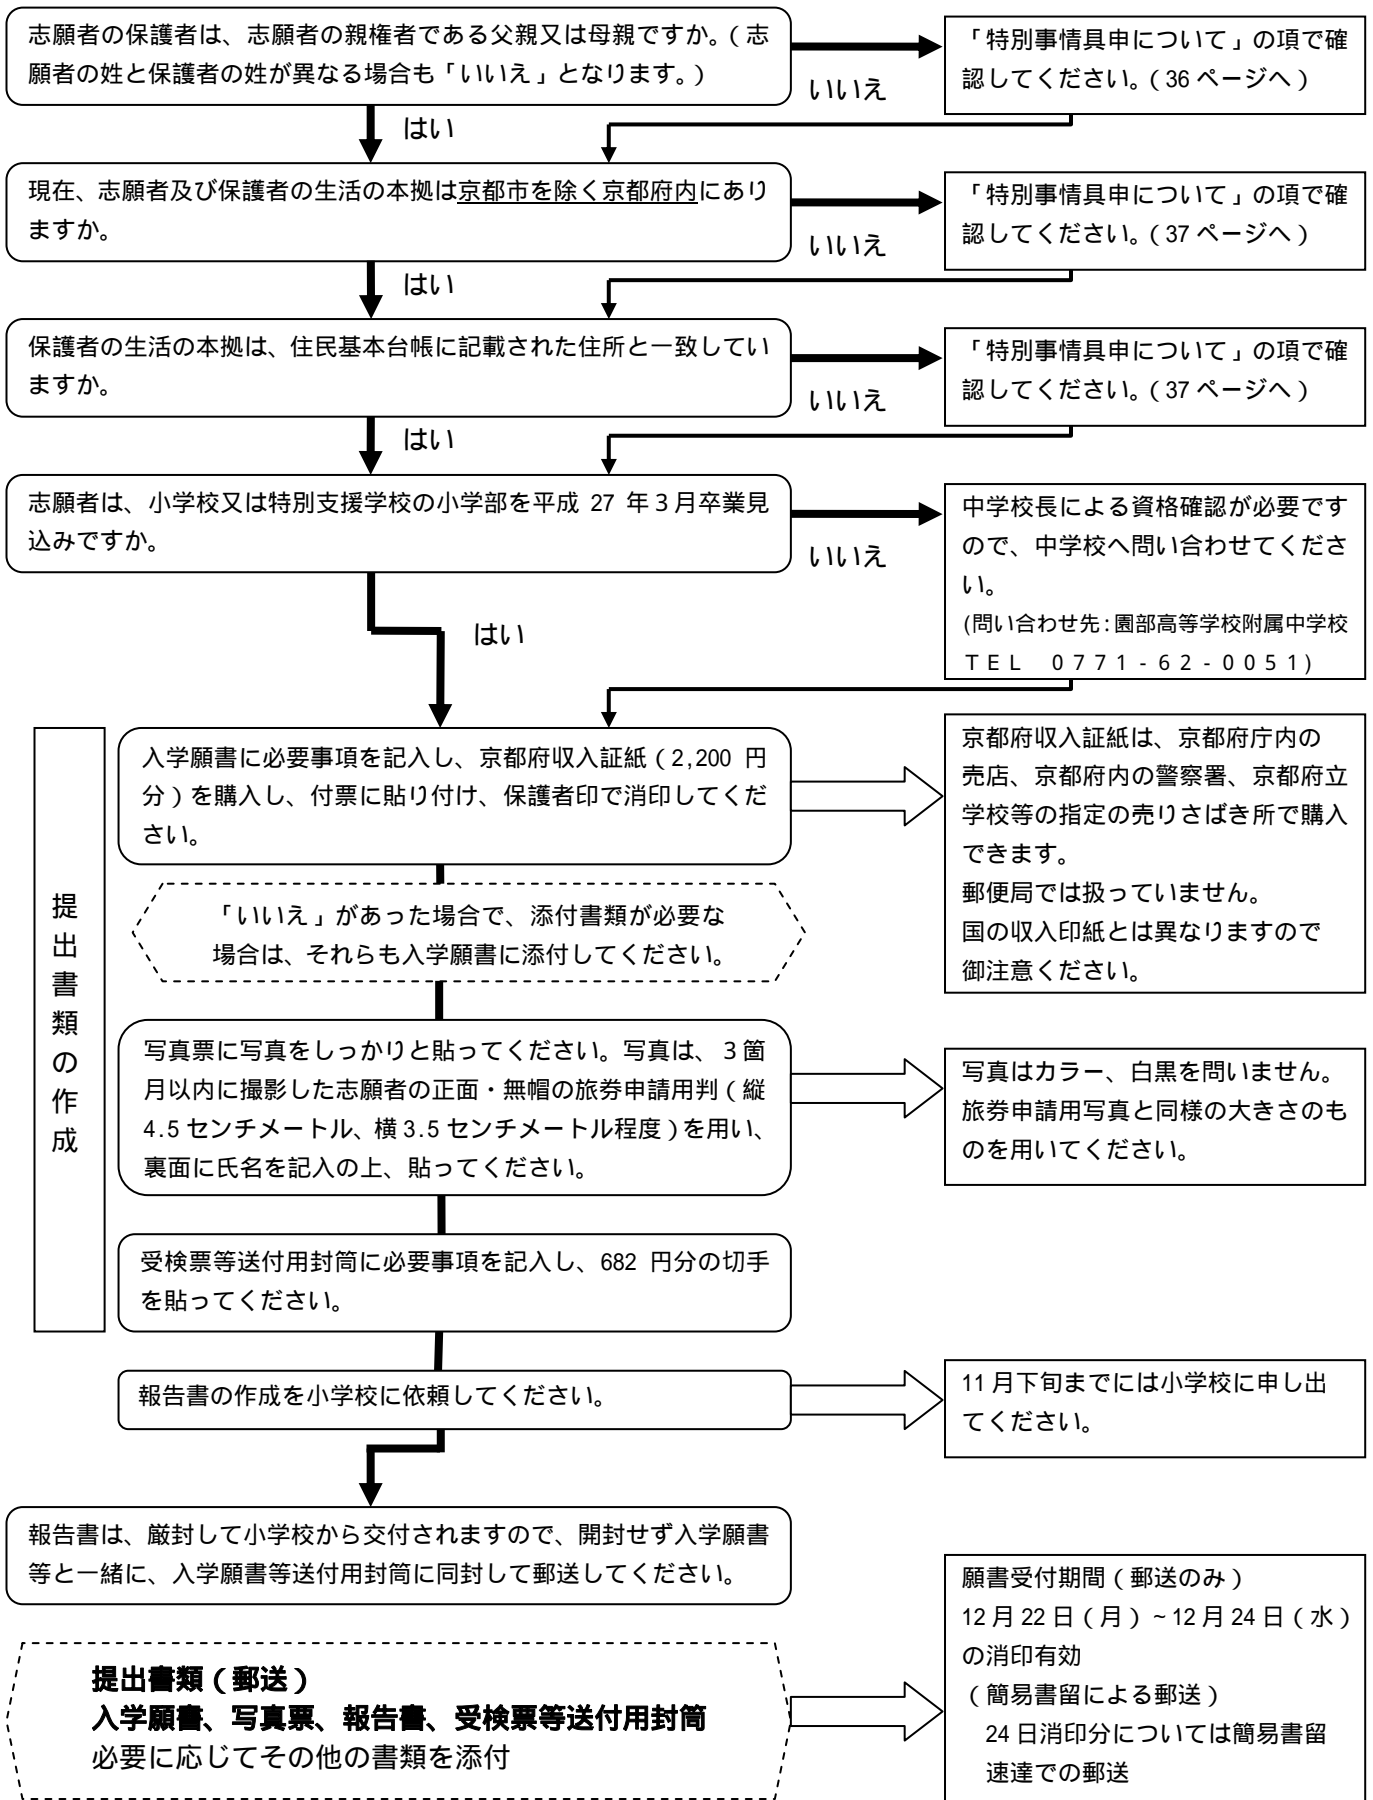 志願者の保護者は、志願者の親権者である父親又は母親ですか。(志
願者の姓と保護者の姓が異なる場合も「いいえ」となります。)
いいえ
「特別事情具申について」の項で確
認してください。(36 ページへ)
はい
現在、志願者及び保護者の生活の本拠は京都市を除く京都府内にあり
ますか。
いいえ
「特別事情具申について」の項で確
認してください。(37 ページへ)
はい
保護者の生活の本拠は、住民基本台帳に記載された住所と一致してい
ますか。
いいえ
「特別事情具申について」の項で確
認してください。(37 ページへ)
はい
志願者は、小学校又は特別支援学校の小学部を平成 27 年3月卒業見
込みですか。
いいえ
中学校長による資格確認が必要です
ので、中学校へ問い合わせてくださ
い。
(問い合わせ先:園部高等学校附属中学校
TEL 0771-62-0051)
はい
提出書類の作成
入学願書に必要事項を記入し、京都府収入証紙(2,200 円
分)を購入し、付票に貼り付け、保護者印で消印してくだ
さい。
京都府収入証紙は、京都府庁内の
売店、京都府内の警察署、京都府立
学校等の指定の売りさばき所で購入
できます。
郵便局では扱っていません。
国の収入印紙とは異なりますので
御注意ください。
「いいえ」があった場合で、添付書類が必要な
場合は、それらも入学願書に添付してください。
写真票に写真をしっかりと貼ってください。写真は、3箇
月以内に撮影した志願者の正面・無帽の旅券申請用判(縦
4.5 センチメートル、横 3.5 センチメートル程度)を用い、
裏面に氏名を記入の上、貼ってください。
写真はカラー、白黒を問いません。
旅券申請用写真と同様の大きさのも
のを用いてください。
受検票等送付用封筒に必要事項を記入し、682 円分の切手
を貼ってください。
報告書の作成を小学校に依頼してください。
11 月下旬までには小学校に申し出
てください。
報告書は、厳封して小学校から交付されますので、開封せず入学願書
等と一緒に、入学願書等送付用封筒に同封して郵送してください。
提出書類(郵送)
入学願書、写真票、報告書、受検票等送付用封筒
必要に応じてその他の書類を添付
願書受付期間(郵送のみ)
12 月 22 日(月)~12 月 24 日(水)
の消印有効
(簡易書留による郵送)
24 日消印分については簡易書留
速達での郵送